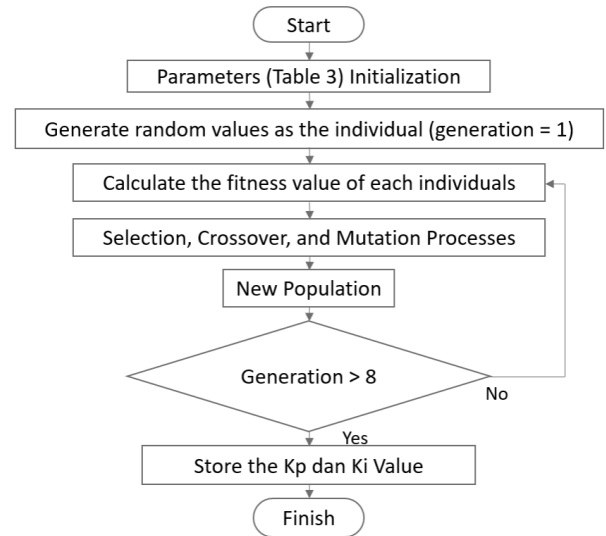 Start
Parameters (Table 3) Initialization
Generate random values as the individual (generation = 1)
Calculate the fitness value of each individuals
Selection, Crossover, and Mutation Processes
New Population
Generation > 8
No
Yes
Store the Kp dan Ki Value
Finish